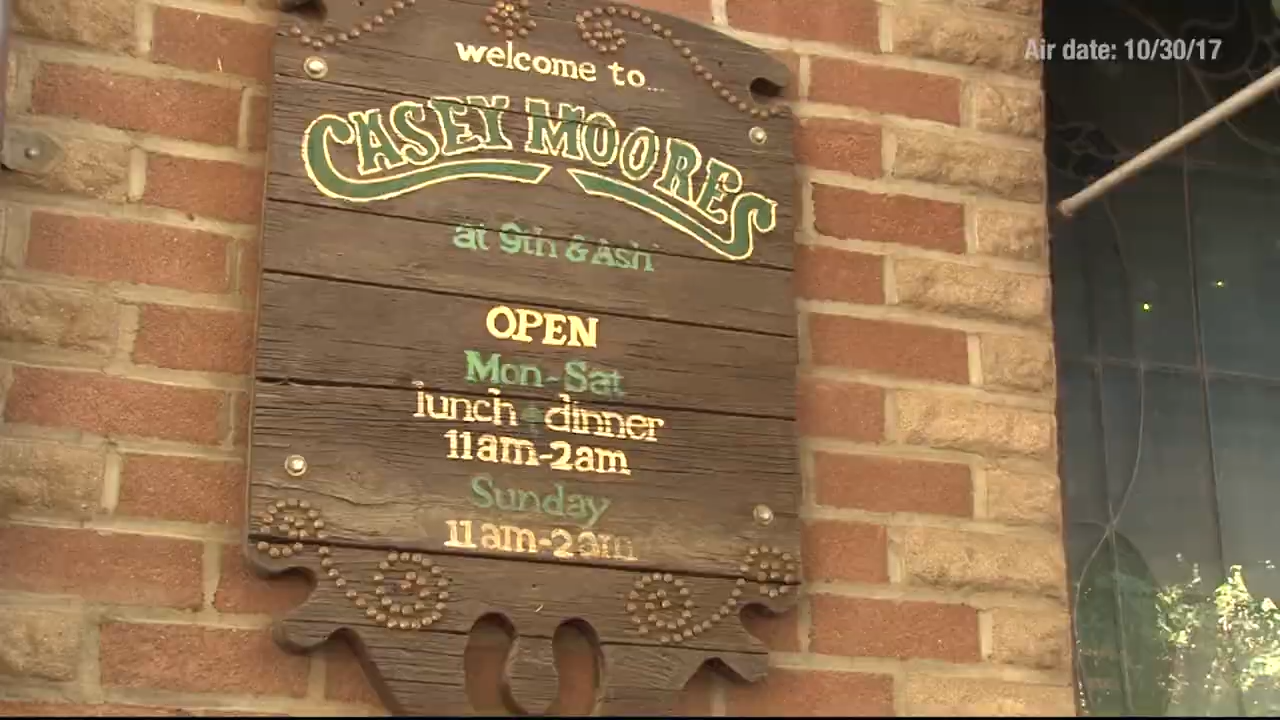 Air date: 10/30/17
welcome to...
CASEY MOORES
at 9th & Ash
OPEN
Mon-Sat
lunch & dinner
11am-2am
Sunday
11am-2am